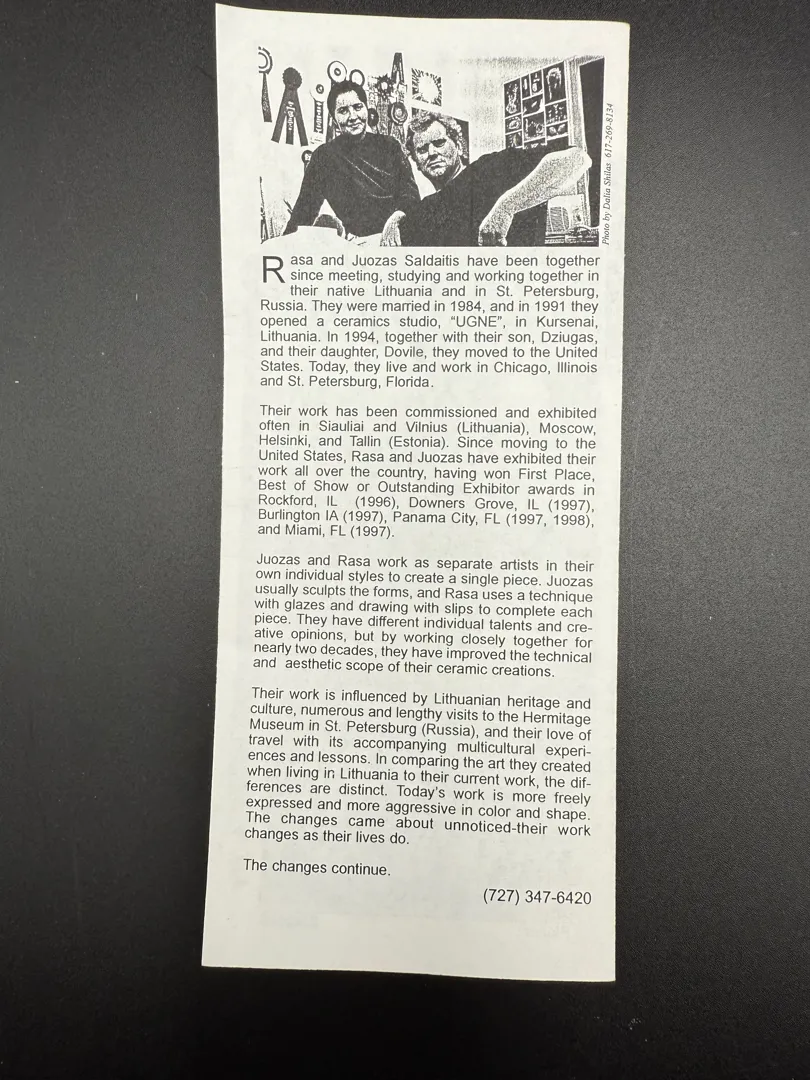 Photo by Dalia Shilas 617-269-8134
Rasa and Juozas Saldaitis have been together
since meeting, studying and working together in
their native Lithuania and in St. Petersburg,
Russia. They were married in 1984, and in 1991 they
opened a ceramics studio, "UGNE", in Kursenai,
Lithuania. In 1994, together with their son, Dziugas,
and their daughter, Dovile, they moved to the United
States. Today, they live and work in Chicago, Illinois
and St. Petersburg, Florida.
Their work has been commissioned and exhibited
often in Siauliai and Vilnius (Lithuania), Moscow,
Helsinki, and Tallin (Estonia). Since moving to the
United States, Rasa and Juozas have exhibited their
work all over the country, having won First Place,
Best of Show or Outstanding Exhibitor awards in
Rockford, IL (1996), Downers Grove, IL (1997),
Burlington IA (1997), Panama City, FL (1997, 1998),
and Miami, FL (1997).
Juozas and Rasa work as separate artists in their
own individual styles to create a single piece. Juozas
usually sculpts the forms, and Rasa uses a technique
with glazes and drawing with slips to complete each
piece. They have different individual talents and cre-
ative opinions, but by working closely together for
nearly two decades, they have improved the technical
and aesthetic scope of their ceramic creations.
Their work is influenced by Lithuanian heritage and
culture, numerous and lengthy visits to the Hermitage
Museum in St. Petersburg (Russia), and their love of
travel with its accompanying multicultural experi-
ences and lessons. In comparing the art they created
when living in Lithuania to their current work, the dif-
ferences are distinct. Today's work is more freely
expressed and more aggressive in color and shape.
The changes came about unnoticed-their work
changes as their lives do.
The changes continue.
(727) 347-6420